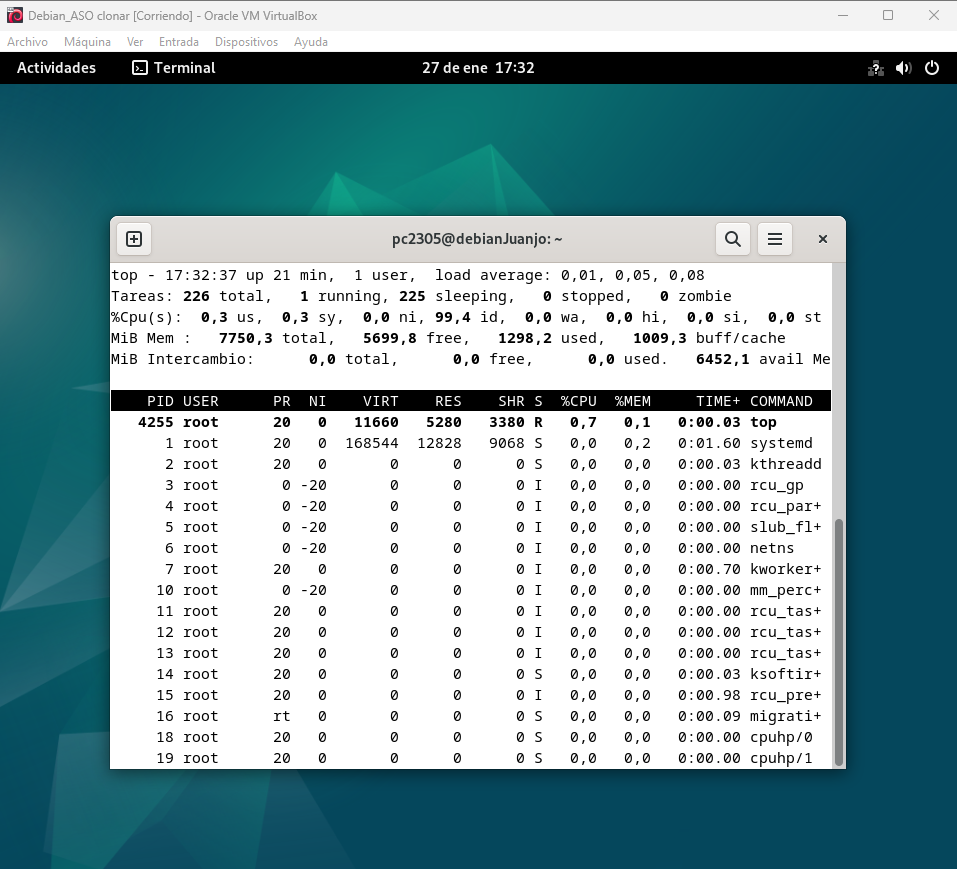 Debian_ASO clonar [Corriendo] - Oracle VM VirtualBox
Archivo Máquina Ver Entrada Dispositivos Ayuda
Actividades Terminal 27 de ene 17:32
pc2305@debianJuanjo: ~
top - 17:32:37 up 21 min, 1 user, load average: 0,01, 0,05, 0,08
Tareas: 226 total, 1 running, 225 sleeping, 0 stopped, 0 zombie
%Cpu(s): 0,3 us, 0,3 sy, 0,0 ni, 99,4 id, 0,0 wa, 0,0 hi, 0,0 si, 0,0 st
MiB Mem : 7750,3 total, 5699,8 free, 1298,2 used, 1009,3 buff/cache
MiB Intercambio: 0,0 total, 0,0 free, 0,0 used. 6452,1 avail Me
PID USER PR NI VIRT RES SHR S %CPU %MEM TIME+ COMMAND
4255 root 20 0 11660 5280 3380 R 0,7 0,1 0:00.03 top
1 root 20 0 168544 12828 9068 S 0,0 0,2 0:01.60 systemd
2 root 20 0 0 0 0 S 0,0 0,0 0:00.03 kthreadd
3 root 0 -20 0 0 0 I 0,0 0,0 0:00.00 rcu_gp
4 root 0 -20 0 0 0 I 0,0 0,0 0:00.00 rcu_par+
5 root 0 -20 0 0 0 I 0,0 0,0 0:00.00 slub_fl+
6 root 0 -20 0 0 0 I 0,0 0,0 0:00.00 netns
7 root 20 0 0 0 0 I 0,0 0,0 0:00.70 kworker+
10 root 0 -20 0 0 0 I 0,0 0,0 0:00.00 mm_perc+
11 root 20 0 0 0 0 I 0,0 0,0 0:00.00 rcu_tas+
12 root 20 0 0 0 0 I 0,0 0,0 0:00.00 rcu_tas+
13 root 20 0 0 0 0 I 0,0 0,0 0:00.00 rcu_tas+
14 root 20 0 0 0 0 S 0,0 0,0 0:00.03 ksoftir+
15 root 20 0 0 0 0 I 0,0 0,0 0:00.98 rcu_pre+
16 root rt 0 0 0 0 S 0,0 0,0 0:00.09 migrati+
18 root 20 0 0 0 0 S 0,0 0,0 0:00.00 cpuhp/0
19 root 20 0 0 0 0 S 0,0 0,0 0:00.00 cpuhp/1